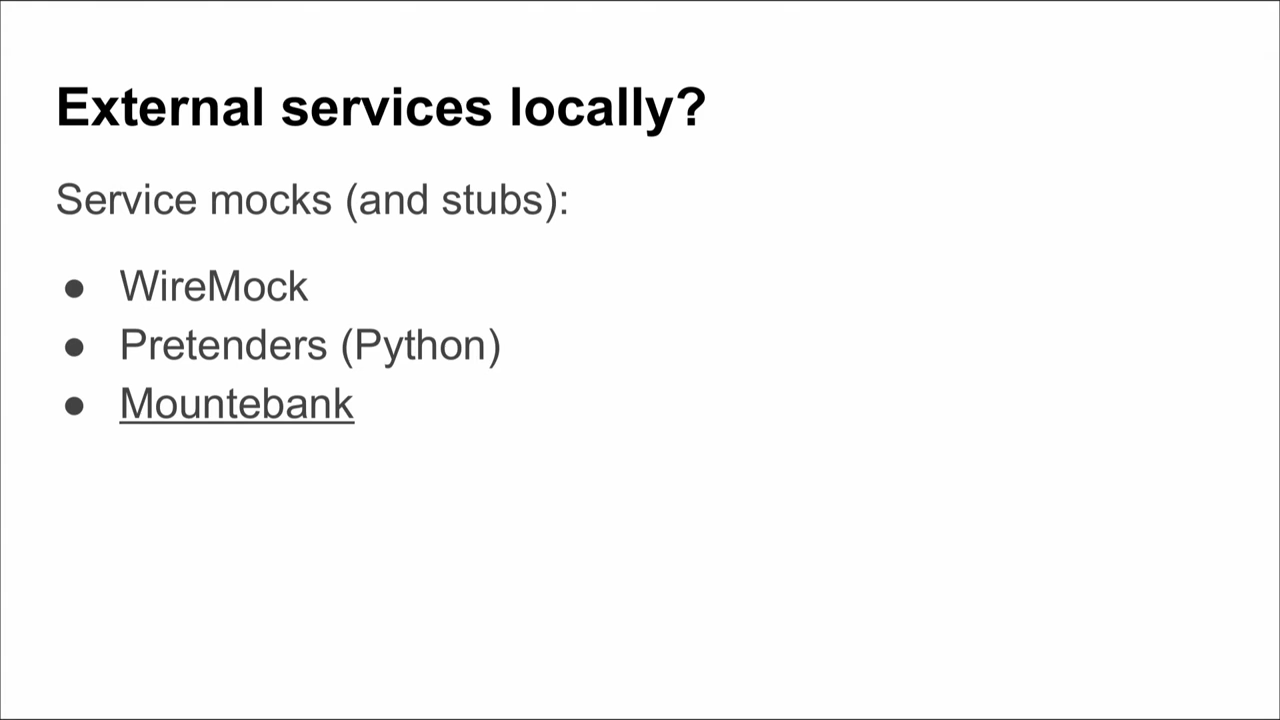 External services locally?
Service mocks (and stubs):
● WireMock
● Pretenders (Python)
● Mountebank